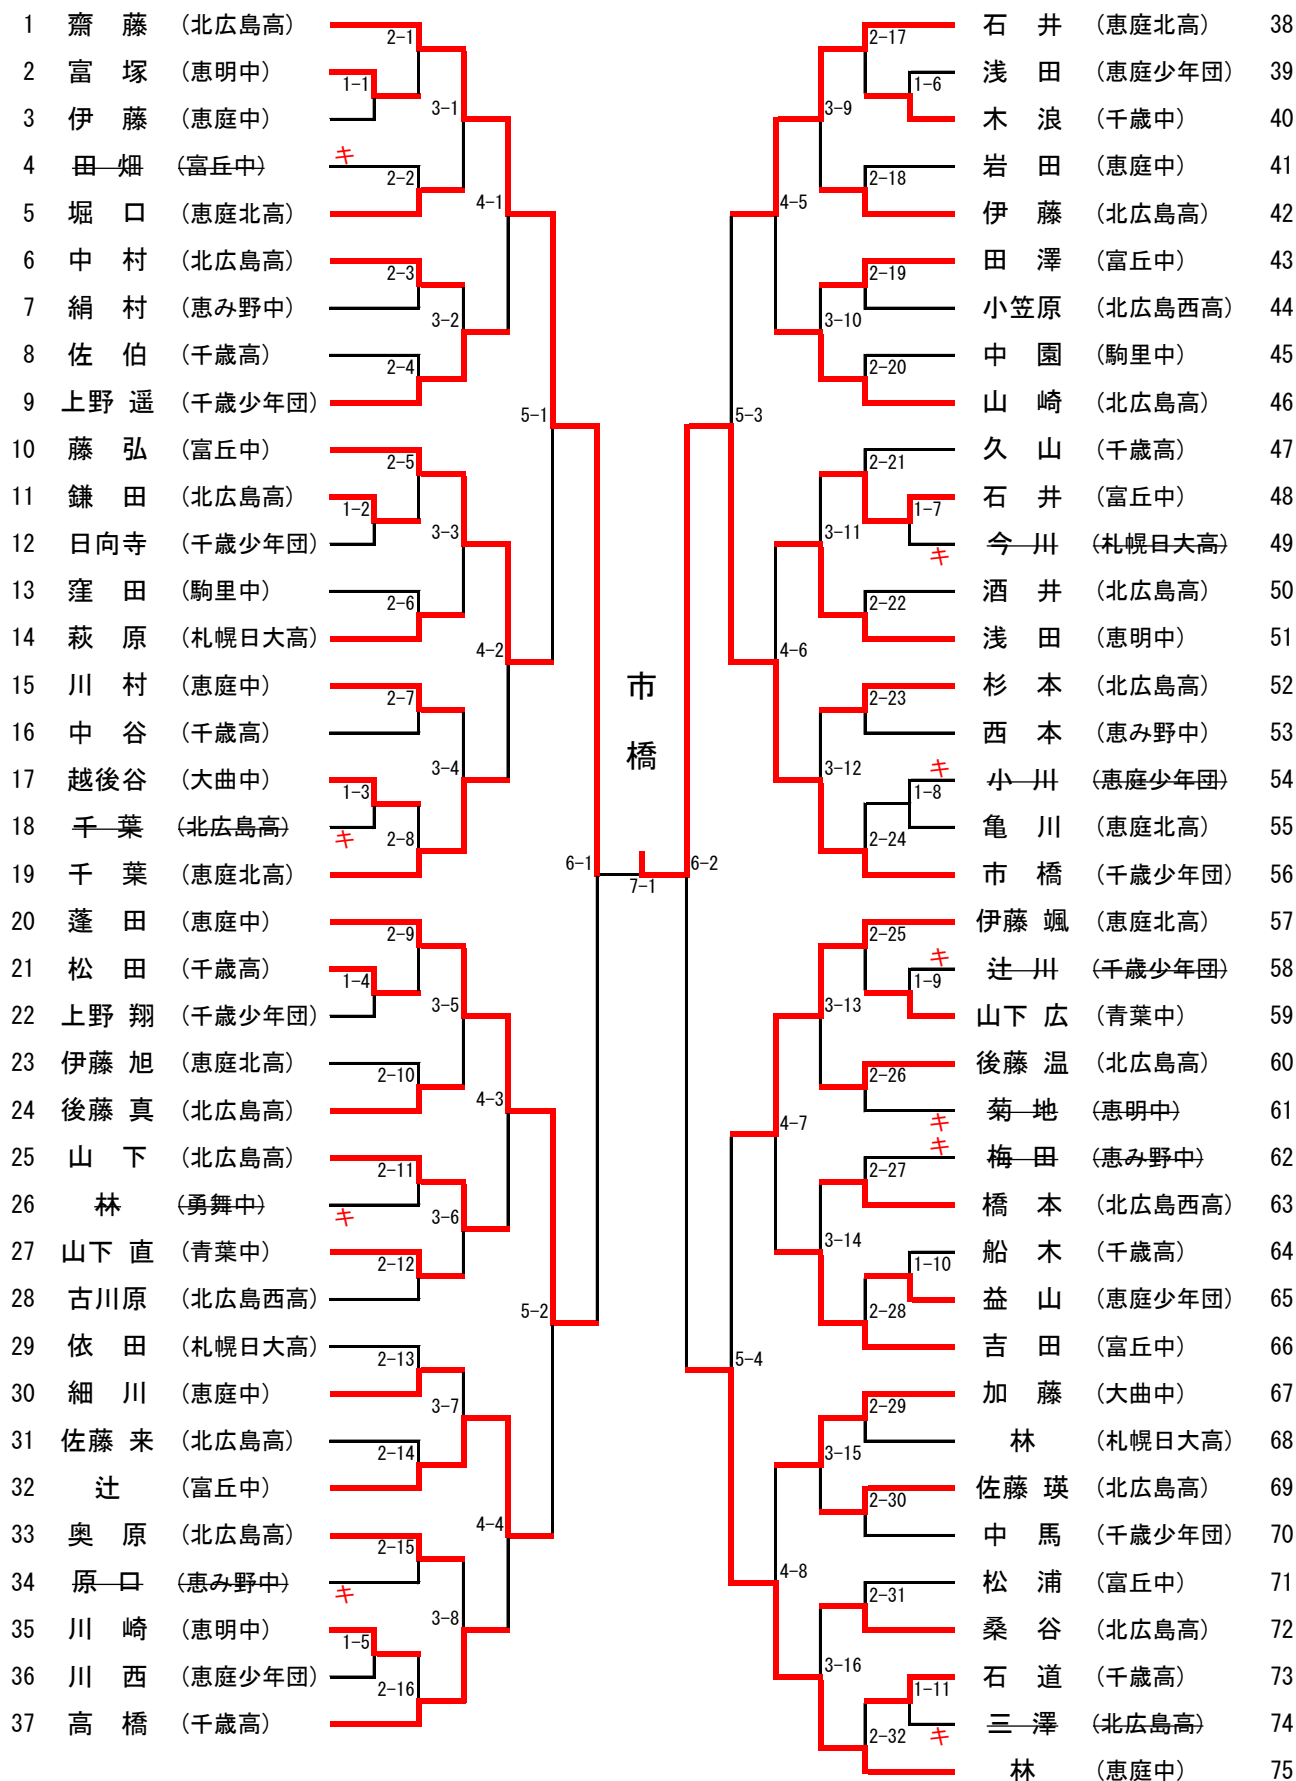 1 齋藤 (北広島高)
2 富塚 (恵明中)
3 伊藤 (恵庭中)
4 田畑 (富丘中) キ
5 堀口 (恵庭北高)
6 中村 (北広島高)
7 絹村 (恵み野中)
8 佐伯 (千歳高)
9 上野 遥 (千歳少年団)
10 藤弘 (富丘中)
11 鎌田 (北広島高)
12 日向寺 (千歳少年団)
13 窪田 (駒里中)
14 萩原 (札幌日大高)
15 川村 (恵庭中)
16 中谷 (千歳高)
17 越後谷 (大曲中)
18 千葉 (北広島高) キ
19 千葉 (恵庭北高)
20 蓬田 (恵庭中)
21 松田 (千歳高)
22 上野 翔 (千歳少年団)
23 伊藤 旭 (恵庭北高)
24 後藤 真 (北広島高)
25 山下 (北広島高)
26 林 (勇舞中) キ
27 山下 直 (青葉中)
28 古川原 (北広島西高)
29 依田 (札幌日大高)
30 細川 (恵庭中)
31 佐藤 来 (北広島高)
32 辻 (富丘中)
33 奥原 (北広島高)
34 原口 (恵み野中) キ
35 川崎 (恵明中)
36 川西 (恵庭少年団)
37 高橋 (千歳高)
1-1
1-2
1-3
1-4
1-5
2-1
2-2
2-3
2-4
2-5
2-6
2-7
2-8
2-9
2-10
2-11
2-12
2-13
2-14
2-15
2-16
3-1
3-2
3-3
3-4
3-5
3-6
3-7
3-8
4-1
4-2
4-3
4-4
5-1
5-2
6-1
市橋
7-1
6-2
5-3
5-4
4-5
4-6
4-7
4-8
3-9
3-10
3-11
3-12
3-13
3-14
3-15
3-16
2-17
2-18
2-19
2-20
2-21
2-22
2-23
2-24
2-25
2-26
2-27
2-28
2-29
2-30
2-31
2-32
1-6
1-7
1-8
1-9
1-10
1-11
石井 (恵庭北高) 38
浅田 (恵庭少年団) 39
木浪 (千歳中) 40
岩田 (恵庭中) 41
伊藤 (北広島高) 42
田澤 (富丘中) 43
小笠原 (北広島西高) 44
中園 (駒里中) 45
山崎 (北広島高) 46
久山 (千歳高) 47
石井 (富丘中) 48
キ 今川 (札幌日大高) 49
酒井 (北広島高) 50
浅田 (恵明中) 51
杉本 (北広島高) 52
西本 (恵み野中) 53
キ 小川 (恵庭少年団) 54
亀川 (恵庭北高) 55
市橋 (千歳少年団) 56
伊藤 颯 (恵庭北高) 57
キ 辻川 (千歳少年団) 58
山下 広 (青葉中) 59
後藤 温 (北広島高) 60
キ 菊地 (恵明中) 61
キ 梅田 (恵み野中) 62
橋本 (北広島西高) 63
船木 (千歳高) 64
益山 (恵庭少年団) 65
吉田 (富丘中) 66
加藤 (大曲中) 67
林 (札幌日大高) 68
佐藤 瑛 (北広島高) 69
中馬 (千歳少年団) 70
松浦 (富丘中) 71
桑谷 (北広島高) 72
石道 (千歳高) 73
キ 三澤 (北広島高) 74
林 (恵庭中) 75